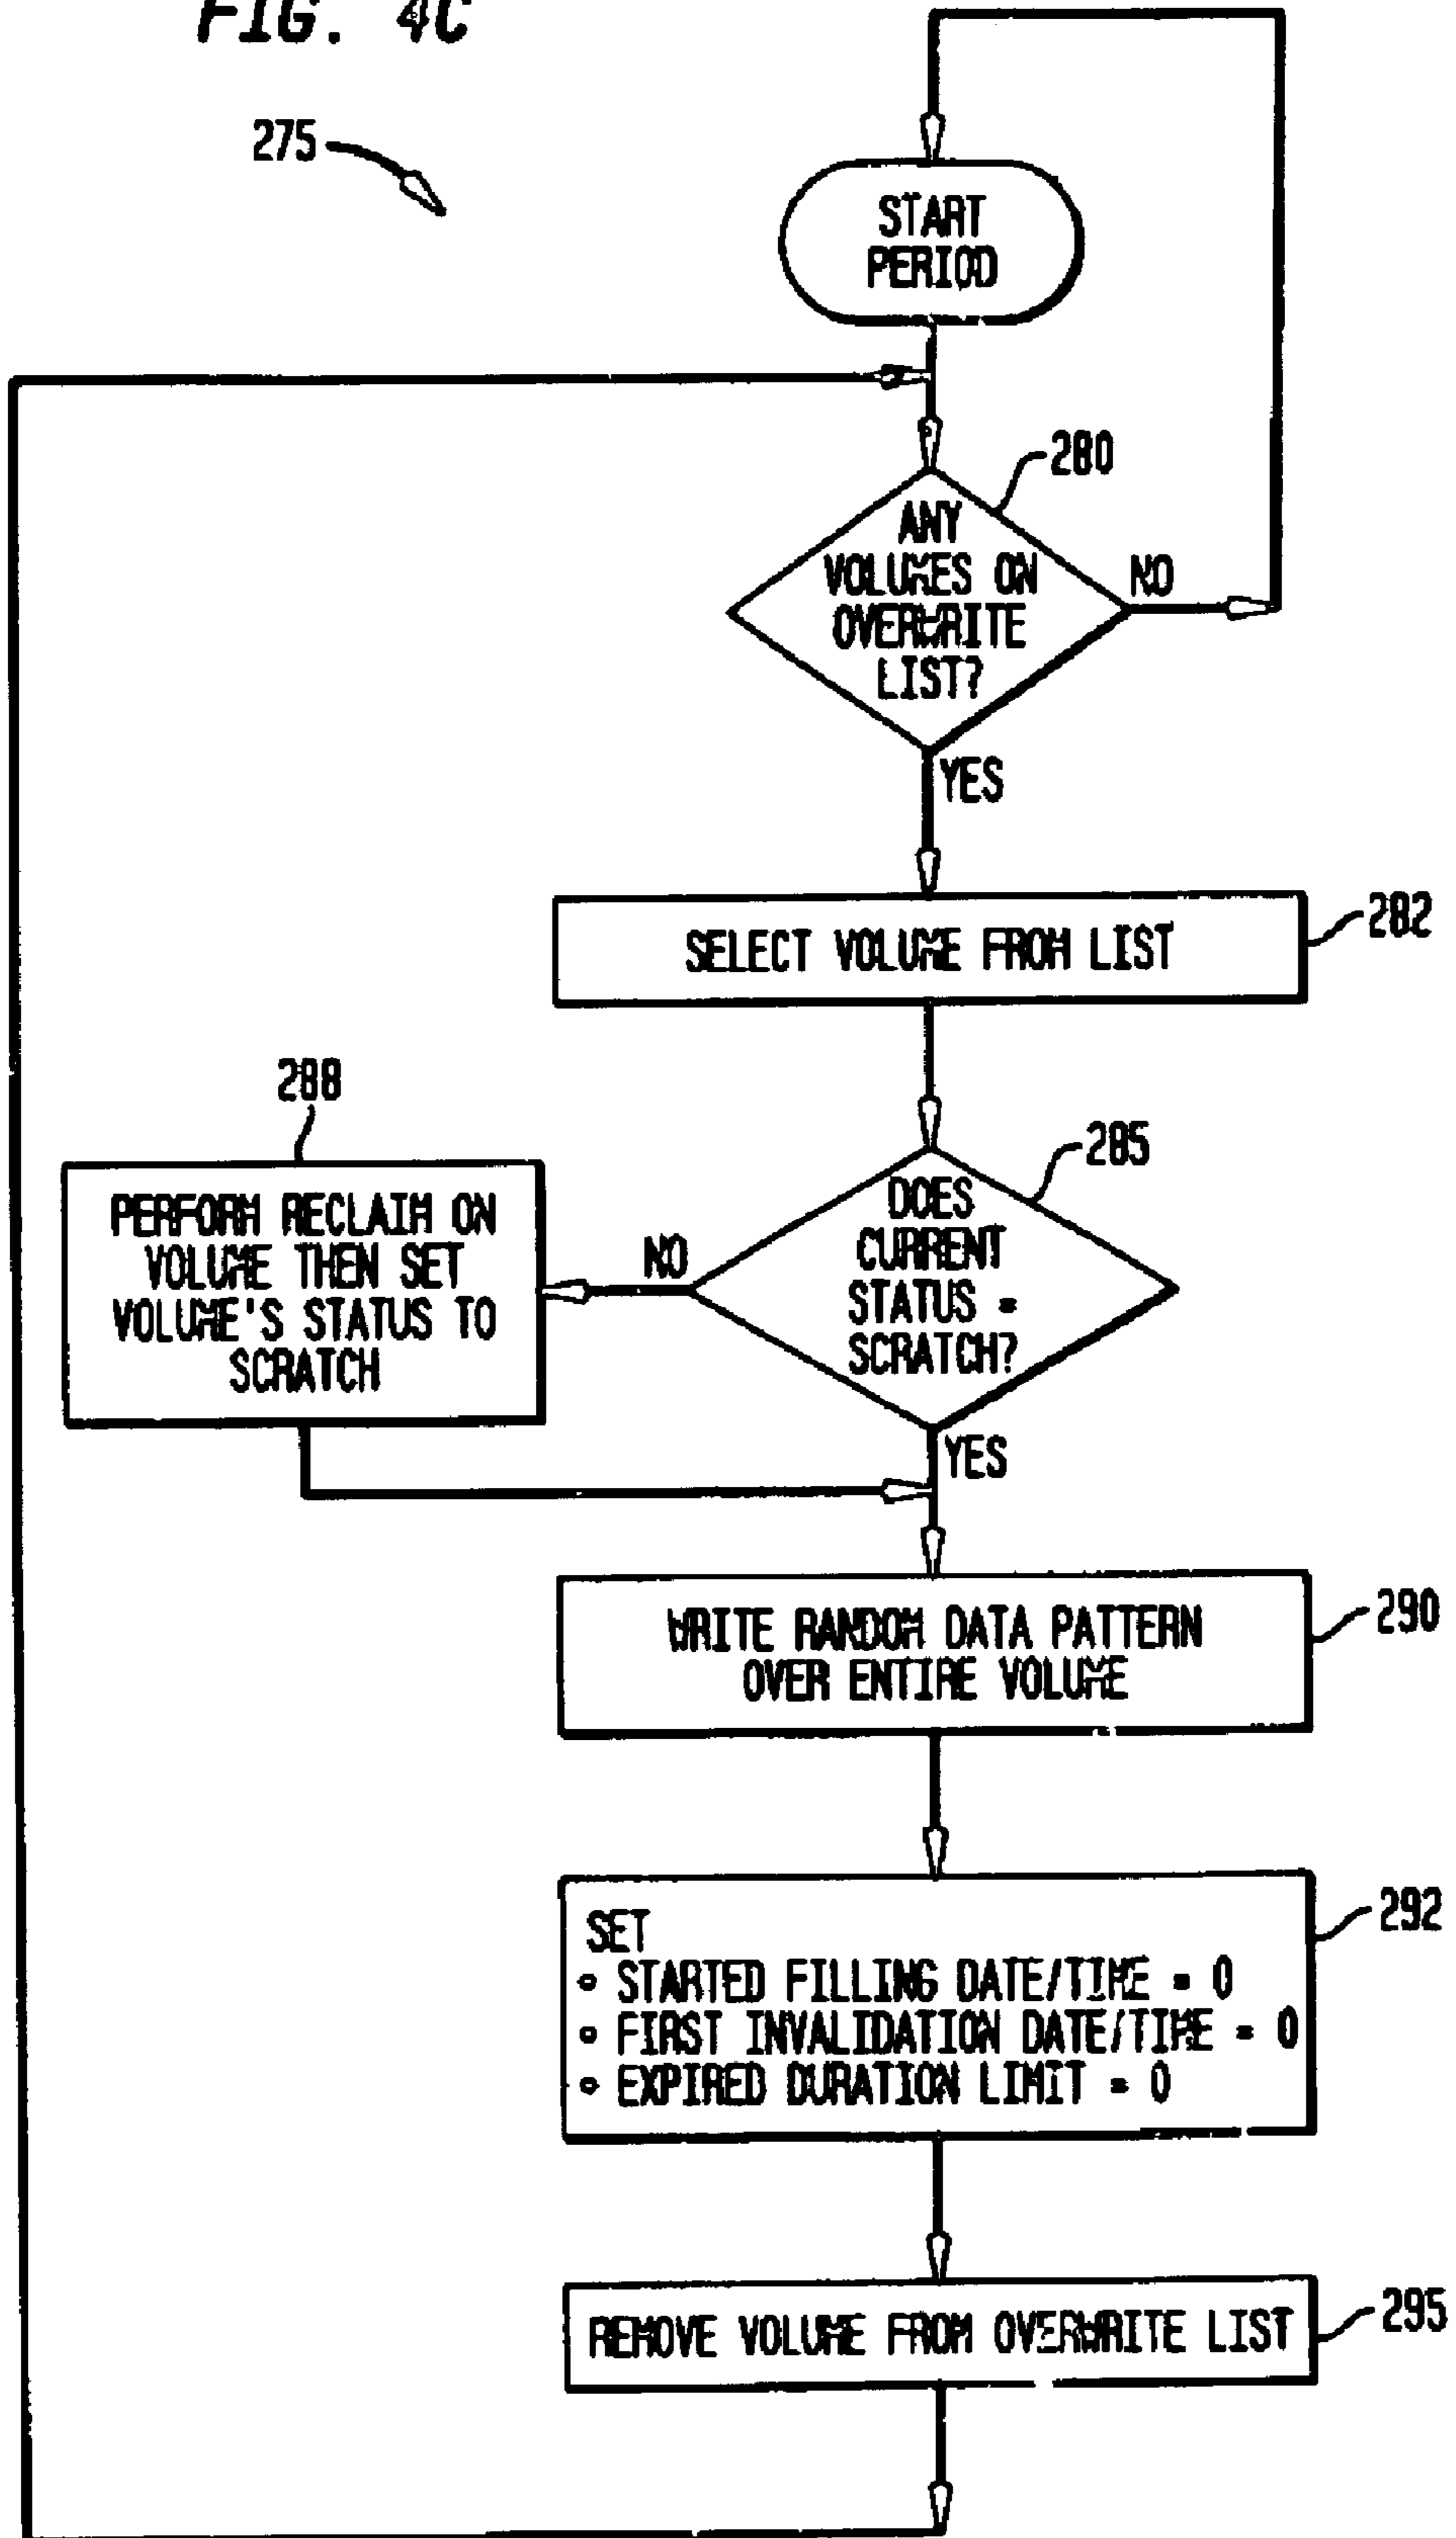 FIG. 4C
275
START
PERIOD
280
ANY
VOLUMES ON
OVERWRITE
LIST?
NO
YES
SELECT VOLUME FROM LIST
282
288
285
PERFORM RECLAIM ON
VOLUME THEN SET
VOLUME'S STATUS TO
SCRATCH
NO
DOES
CURRENT
STATUS =
SCRATCH?
YES
WRITE RANDOM DATA PATTERN
OVER ENTIRE VOLUME
290
SET
• STARTED FILLING DATE/TIME = 0
• FIRST INVALIDATION DATE/TIME = 0
• EXPIRED DURATION LIMIT = 0
292
REMOVE VOLUME FROM OVERWRITE LIST
295